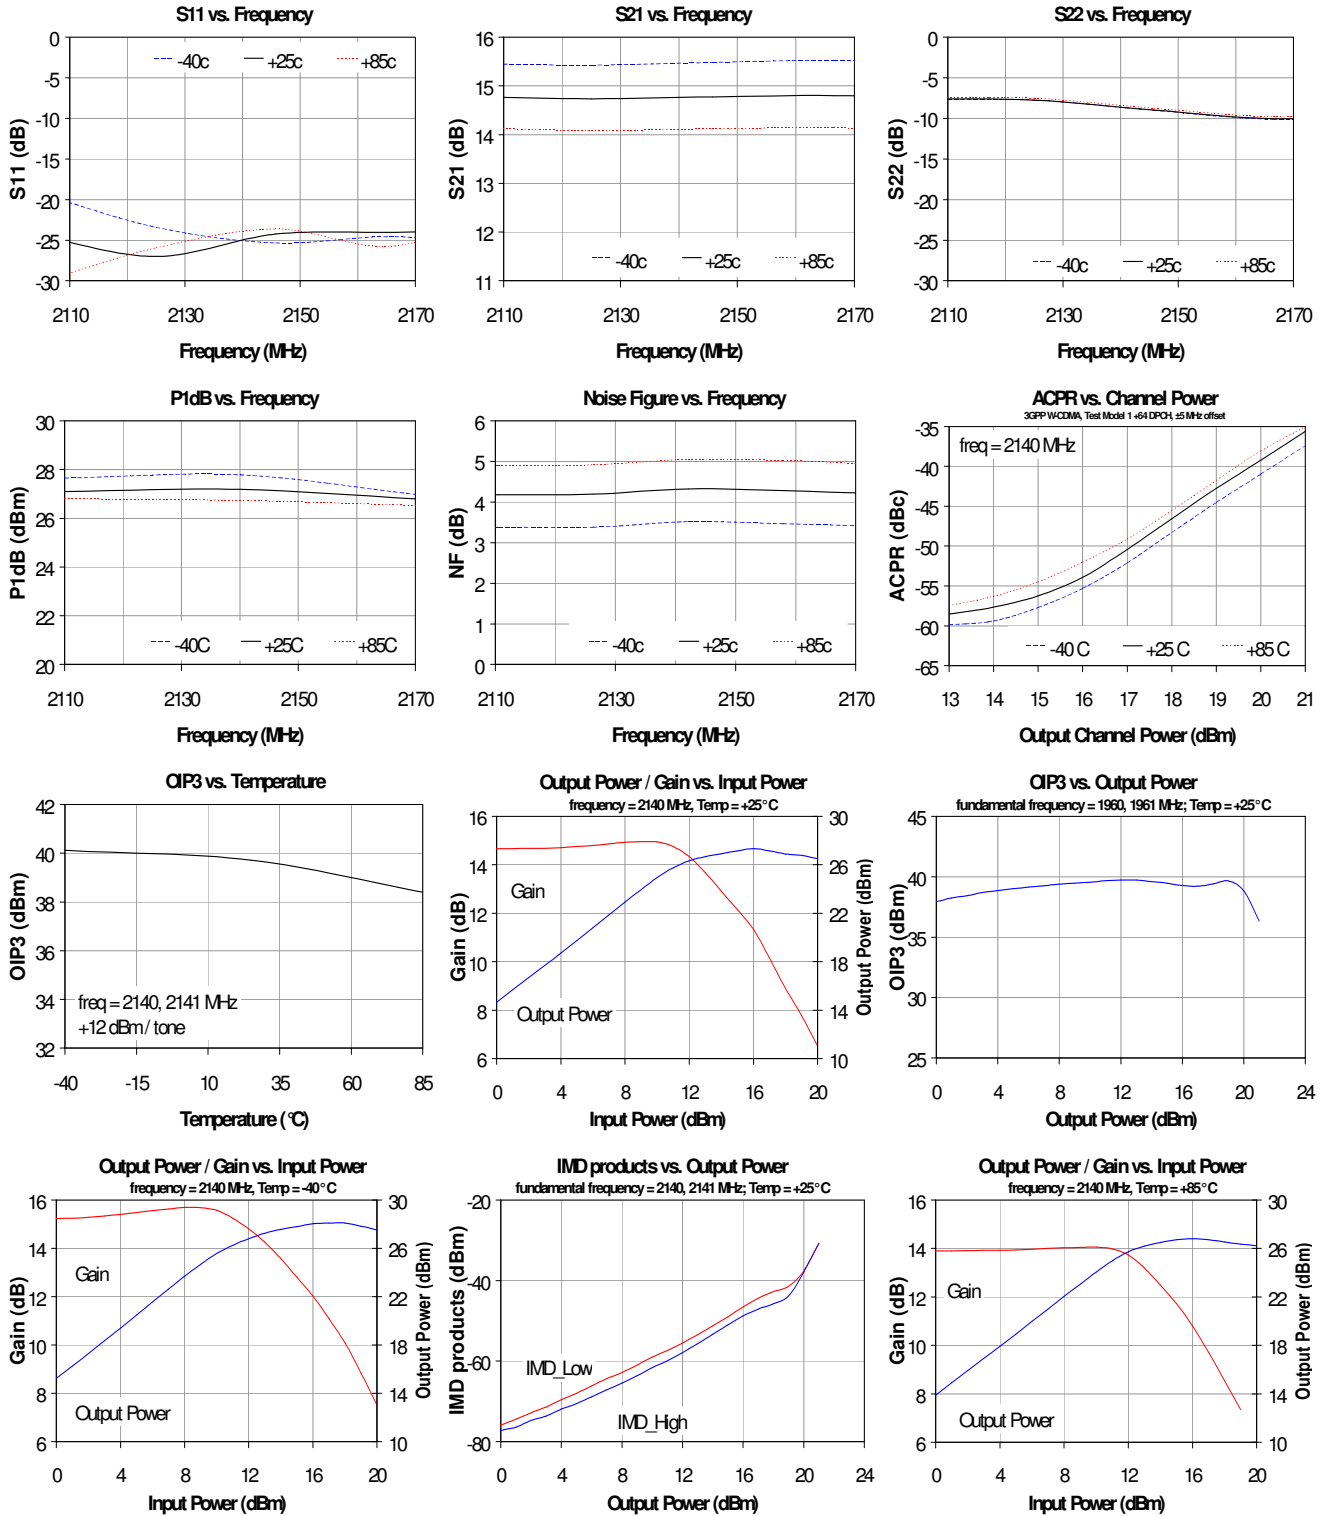 S11 vs. Frequency
0
-5
-10
-15
-20
-25
-30
S11 (dB)
-40c +25c +85c
2110 2130 2150 2170
Frequency (MHz)
S21 vs. Frequency
16
15
14
13
12
11
S21 (dB)
-40c +25c +85c
2110 2130 2150 2170
Frequency (MHz)
S22 vs. Frequency
0
-5
-10
-15
-20
-25
-30
S22 (dB)
-40c +25c +85c
2110 2130 2150 2170
Frequency (MHz)
P1dB vs. Frequency
30
28
26
24
22
20
P1dB (dBm)
-40C +25C +85C
2110 2130 2150 2170
Frequency (MHz)
Noise Figure vs. Frequency
6
5
4
3
2
1
0
NF (dB)
-40c +25c +85c
2110 2130 2150 2170
Frequency (MHz)
ACPR vs. Channel Power
3GPP W-CDMA, Test Model 1 +64 DPCH, ±5 MHz offset
freq = 2140 MHz
-35
-40
-45
-50
-55
-60
-65
ACPR (dBc)
-40 C +25 C +85 C
13 14 15 16 17 18 19 20 21
Output Channel Power (dBm)
OIP3 vs. Temperature
42
40
38
36
34
32
OIP3 (dBm)
freq = 2140, 2141 MHz
+12 dBm / tone
-40 -15 10 35 60 85
Temperature (°C)
Output Power / Gain vs. Input Power
frequency = 2140 MHz, Temp = +25°C
16
14
12
10
8
6
Gain (dB)
Gain
Output Power
30
26
22
18
14
10
Output Power (dBm)
0 4 8 12 16 20
Input Power (dBm)
OIP3 vs. Output Power
fundamental frequency = 1960, 1961 MHz; Temp = +25°C
45
40
35
30
25
OIP3 (dBm)
0 4 8 12 16 20 24
Output Power (dBm)
Output Power / Gain vs. Input Power
frequency = 2140 MHz, Temp = -40°C
16
14
12
10
8
6
Gain (dB)
Gain
Output Power
30
26
22
18
14
10
Output Power (dBm)
0 4 8 12 16 20
Input Power (dBm)
IMD products vs. Output Power
fundamental frequency = 2140, 2141 MHz; Temp = +25°C
-20
-40
-60
-80
IMD products (dBm)
IMD_Low
IMD_High
0 4 8 12 16 20 24
Output Power (dBm)
Output Power / Gain vs. Input Power
frequency = 2140 MHz, Temp = +85°C
16
14
12
10
8
6
Gain (dB)
Gain
Output Power
30
26
22
18
14
10
Output Power (dBm)
0 4 8 12 16 20
Input Power (dBm)